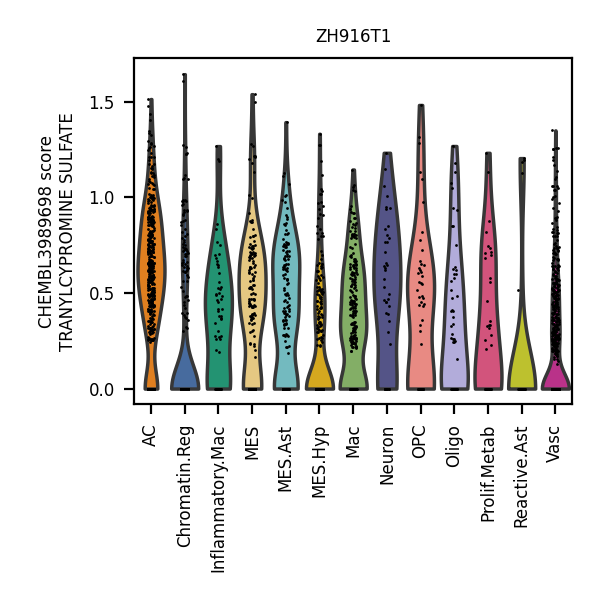 ZH916T1
CHEMBL3989698 score
TRANYLCYPROMINE SULFATE
1.5
1.0
0.5
0.0
AC
Chromatin.Reg
Inflammatory.Mac
MES
MES.Ast
MES.Hyp
Mac
Neuron
OPC
Oligo
Prolif.Metab
Reactive.Ast
Vasc